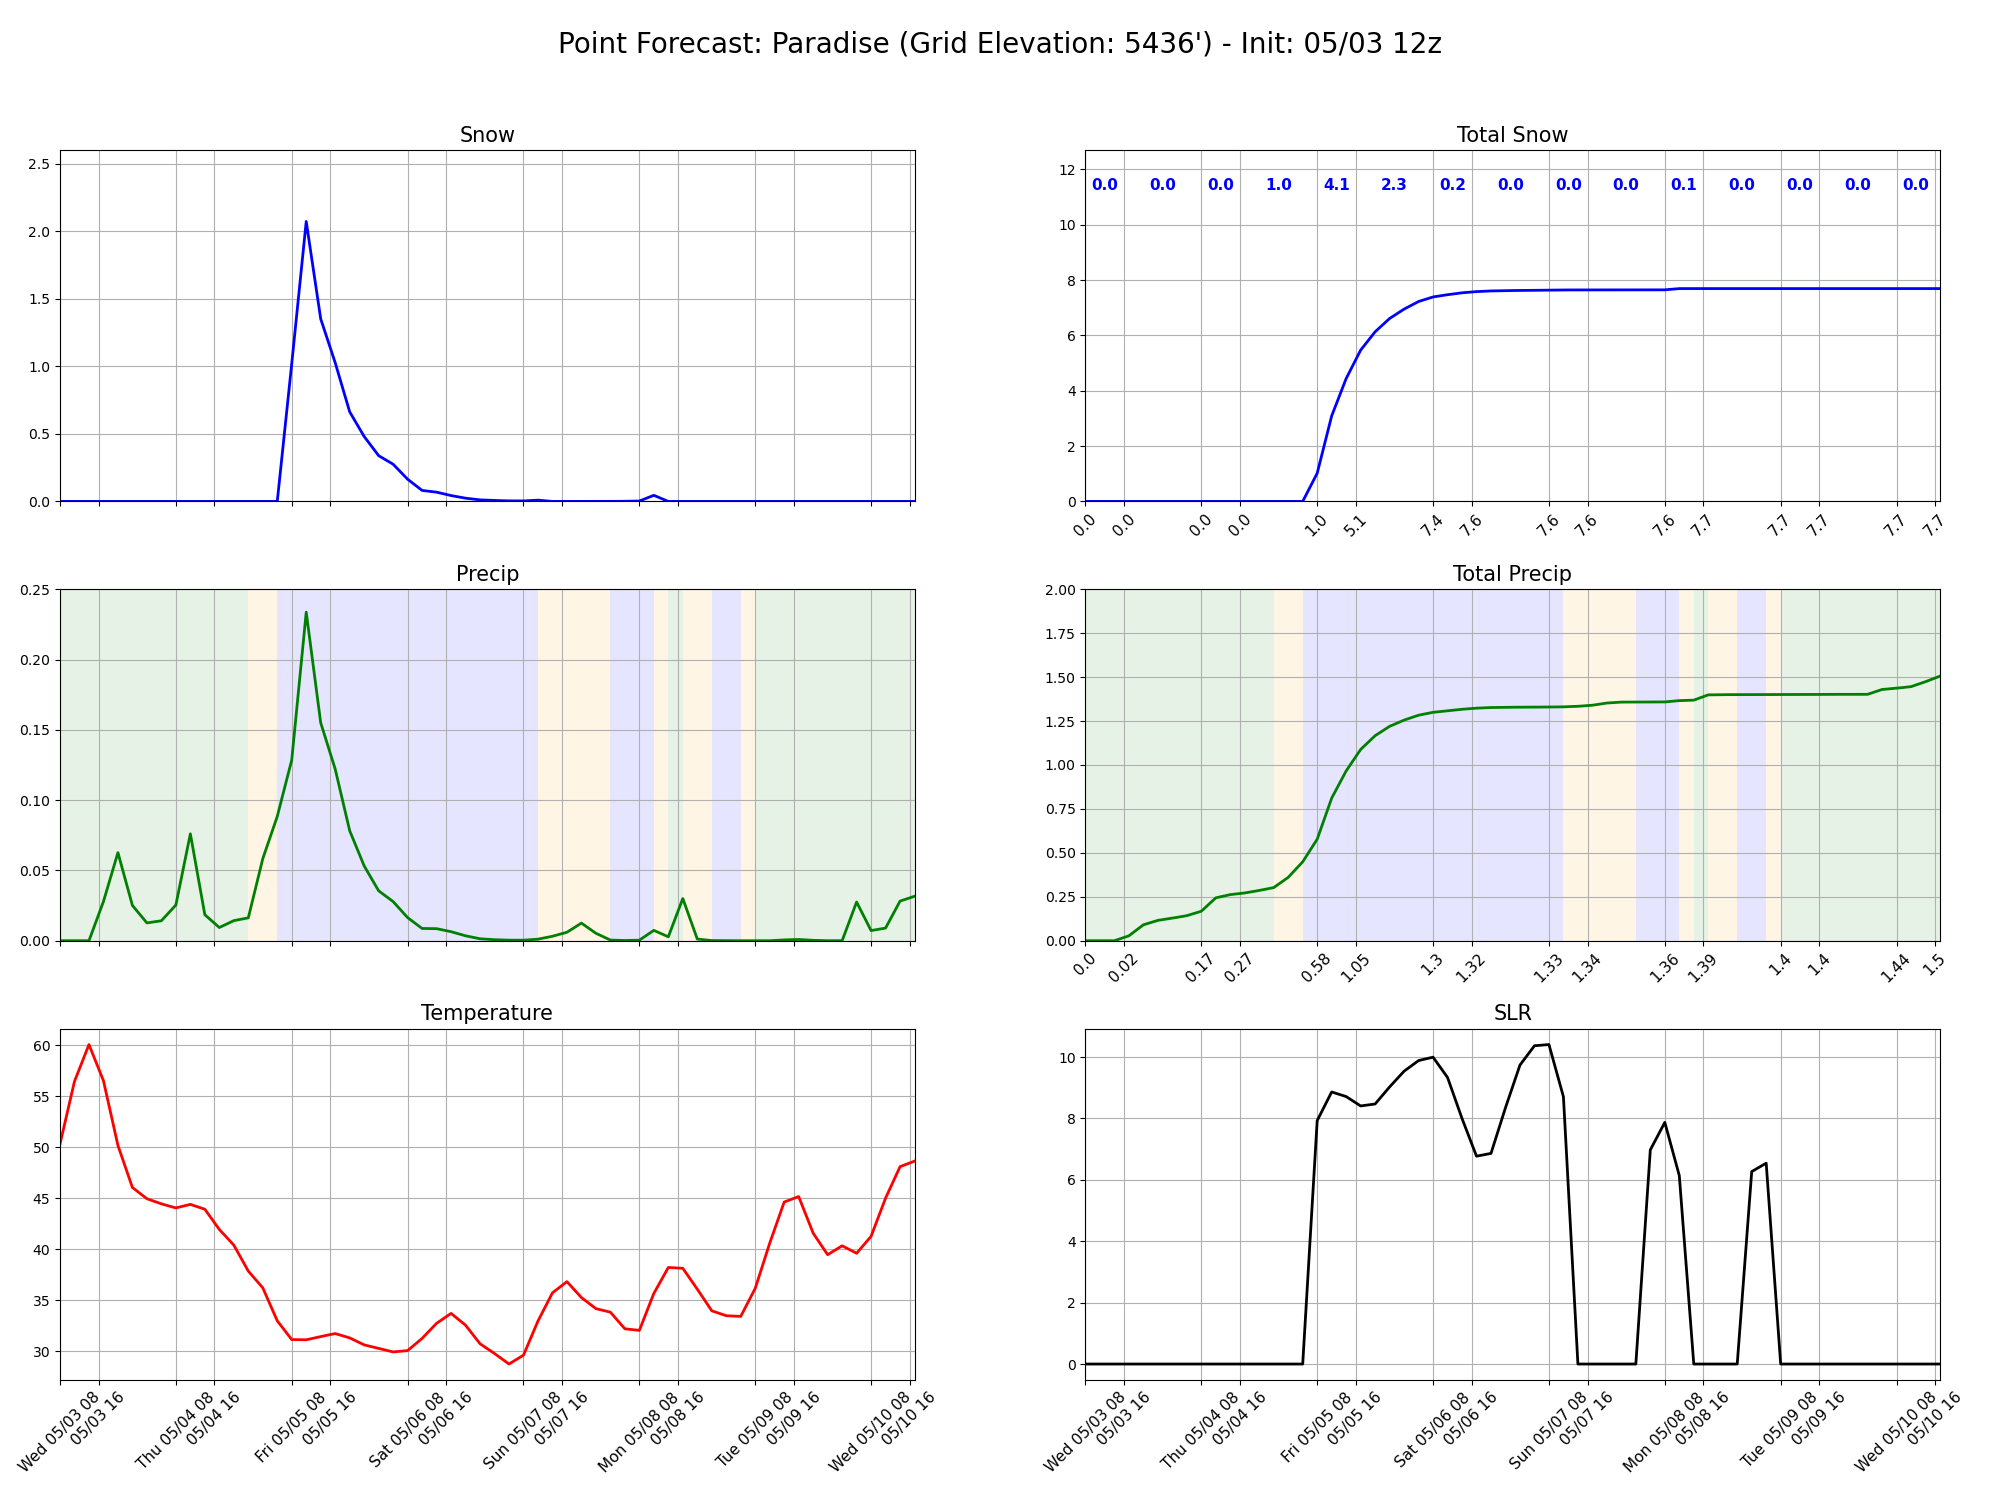 Point Forecast: Paradise (Grid Elevation: 5436') - Init: 05/03 12z
Snow
2.5
2.0
1.5
1.0
0.5
0.0
Total Snow
12
10
8
6
4
2
0
0.0 0.0 0.0 1.0 4.1 2.3 0.2 0.0 0.0 0.0 0.1 0.0 0.0 0.0 0.0
0.0 0.0 0.0 0.0 1.0 5.1 7.4 7.6 7.6 7.6 7.6 7.7 7.7 7.7 7.7 7.7
Precip
0.25
0.20
0.15
0.10
0.05
0.00
Total Precip
2.00
1.75
1.50
1.25
1.00
0.75
0.50
0.25
0.00
0.0 0.02 0.17 0.27 0.58 1.05 1.3 1.32 1.33 1.34 1.36 1.39 1.4 1.4 1.44 1.5
Temperature
60
55
50
45
40
35
30
Wed 05/03 08
05/03 16
Thu 05/04 08
05/04 16
Fri 05/05 08
05/05 16
Sat 05/06 08
05/06 16
Sun 05/07 08
05/07 16
Mon 05/08 08
05/08 16
Tue 05/09 08
05/09 16
Wed 05/10 08
05/10 16
SLR
10
8
6
4
2
0
Wed 05/03 08
05/03 16
Thu 05/04 08
05/04 16
Fri 05/05 08
05/05 16
Sat 05/06 08
05/06 16
Sun 05/07 08
05/07 16
Mon 05/08 08
05/08 16
Tue 05/09 08
05/09 16
Wed 05/10 08
05/10 16